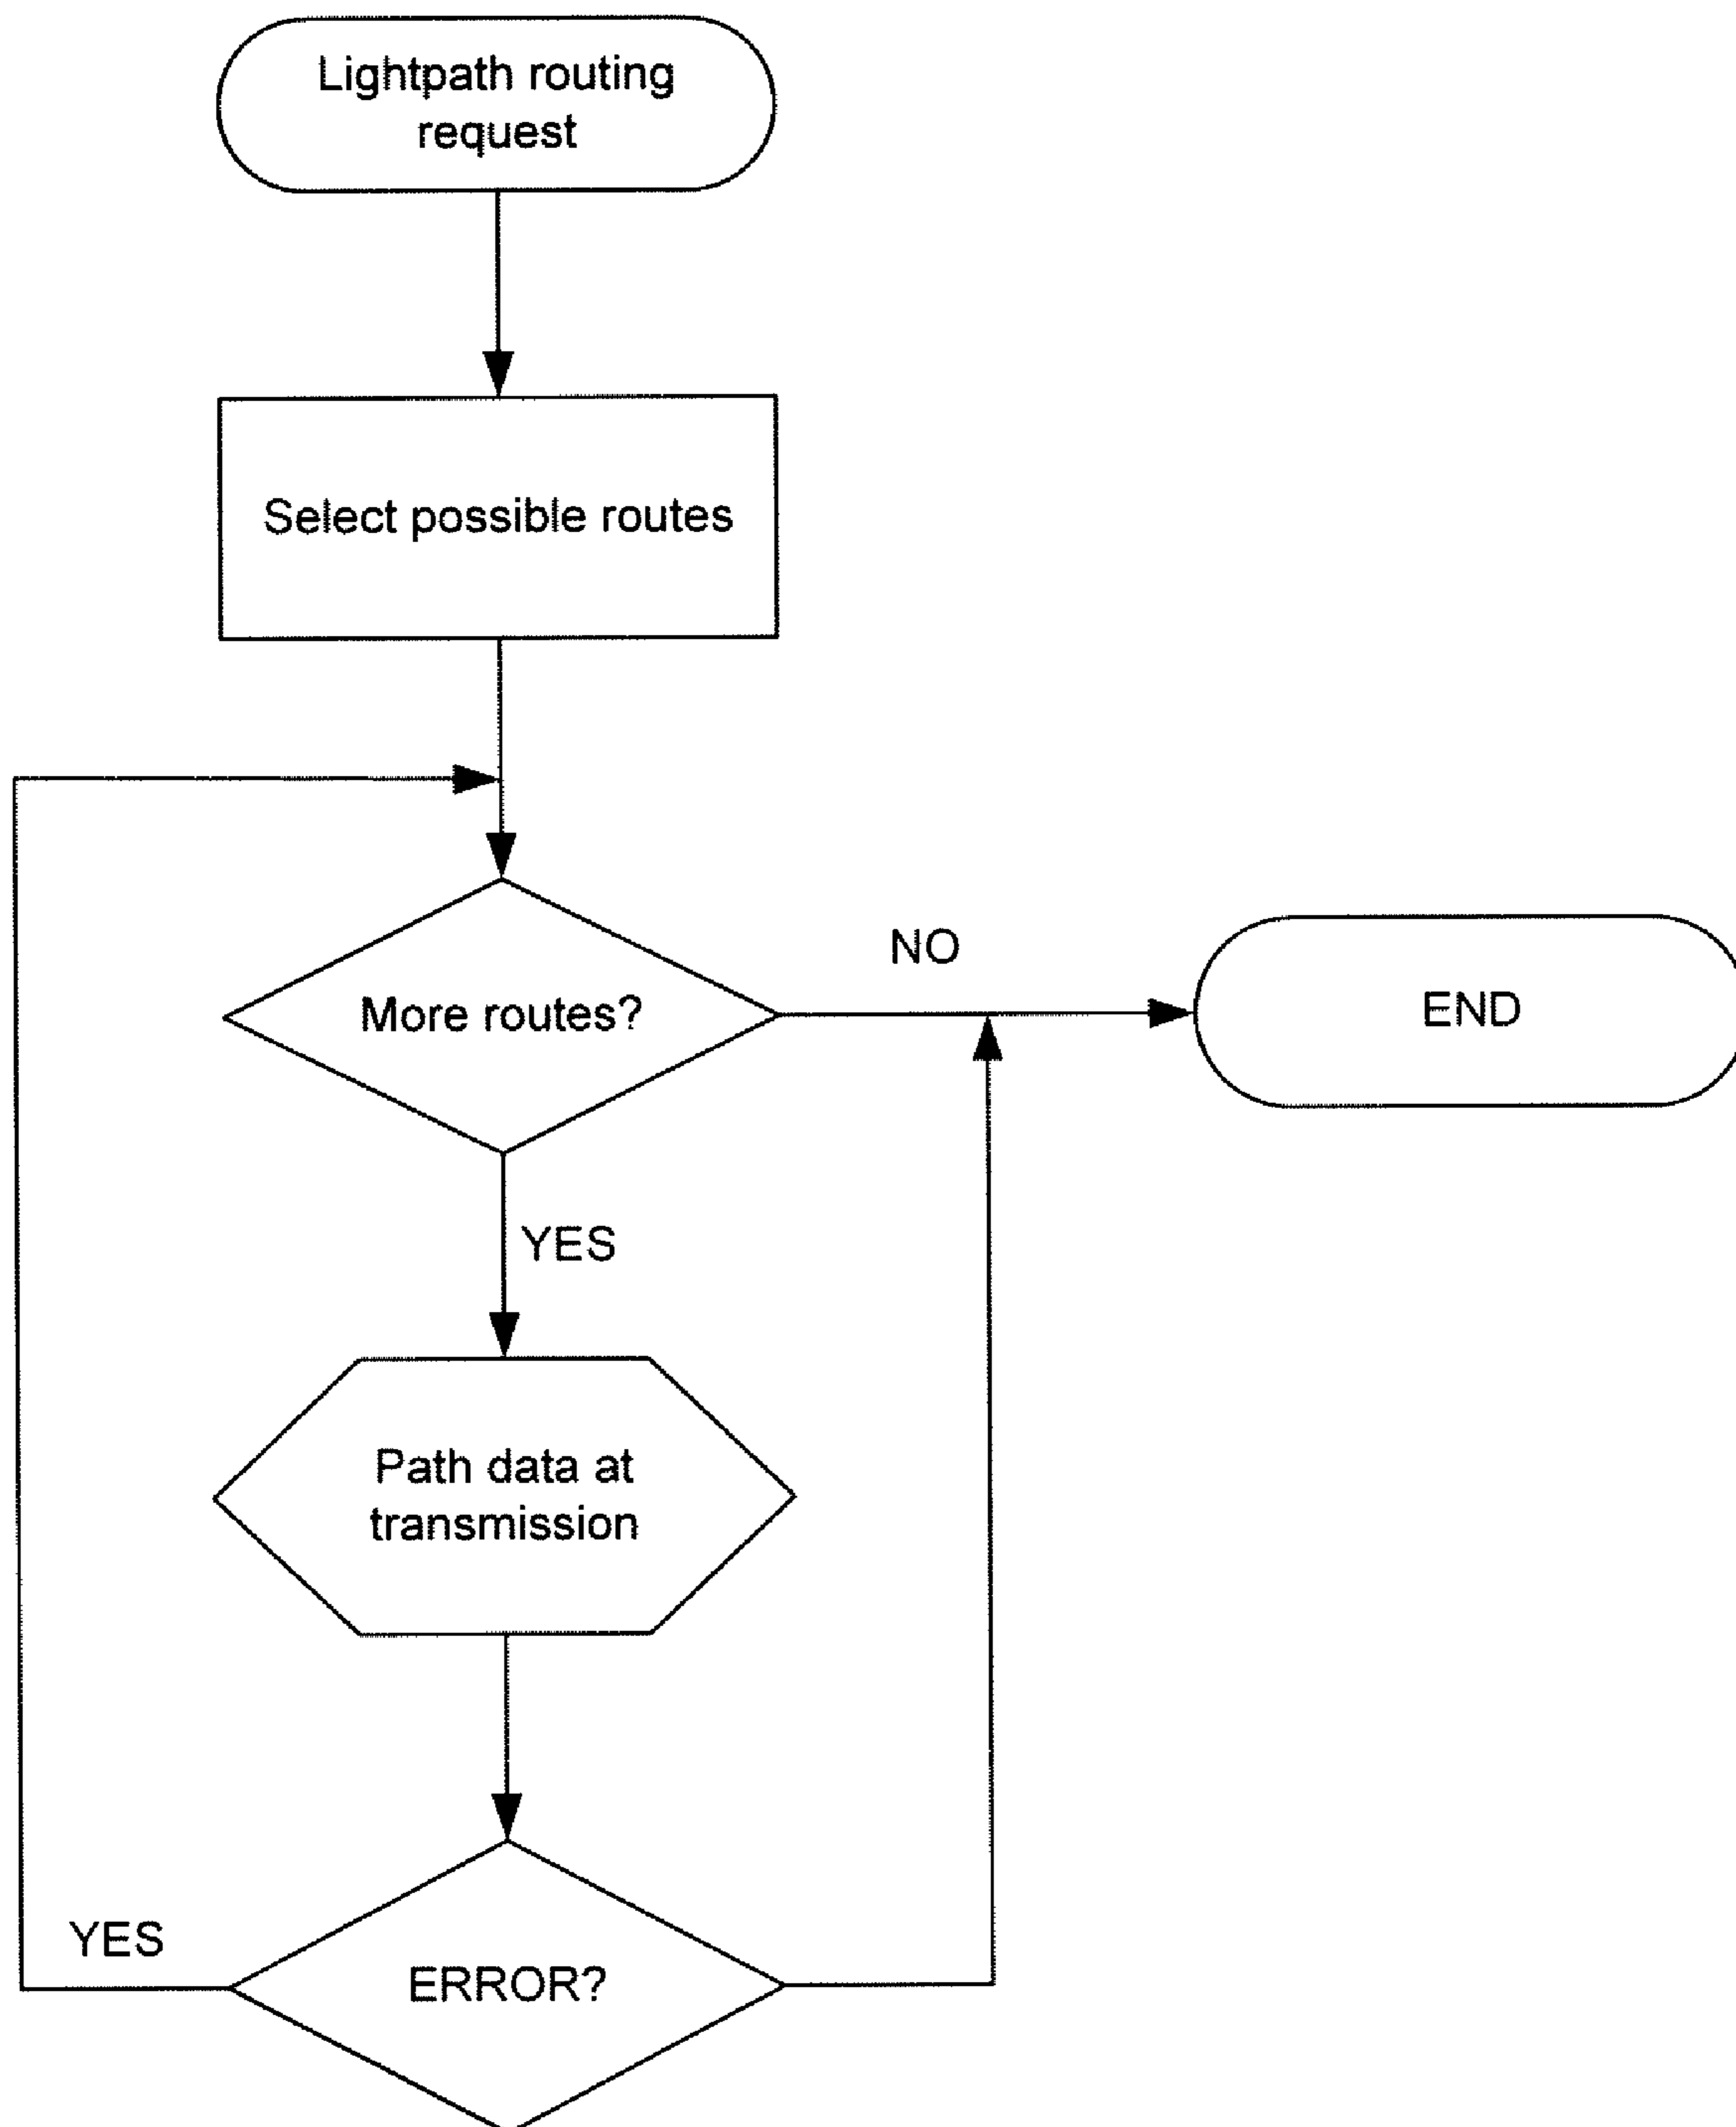 Lightpath routing
request
Select possible routes
More routes?
NO
END
YES
Path data at
transmission
YES
ERROR?